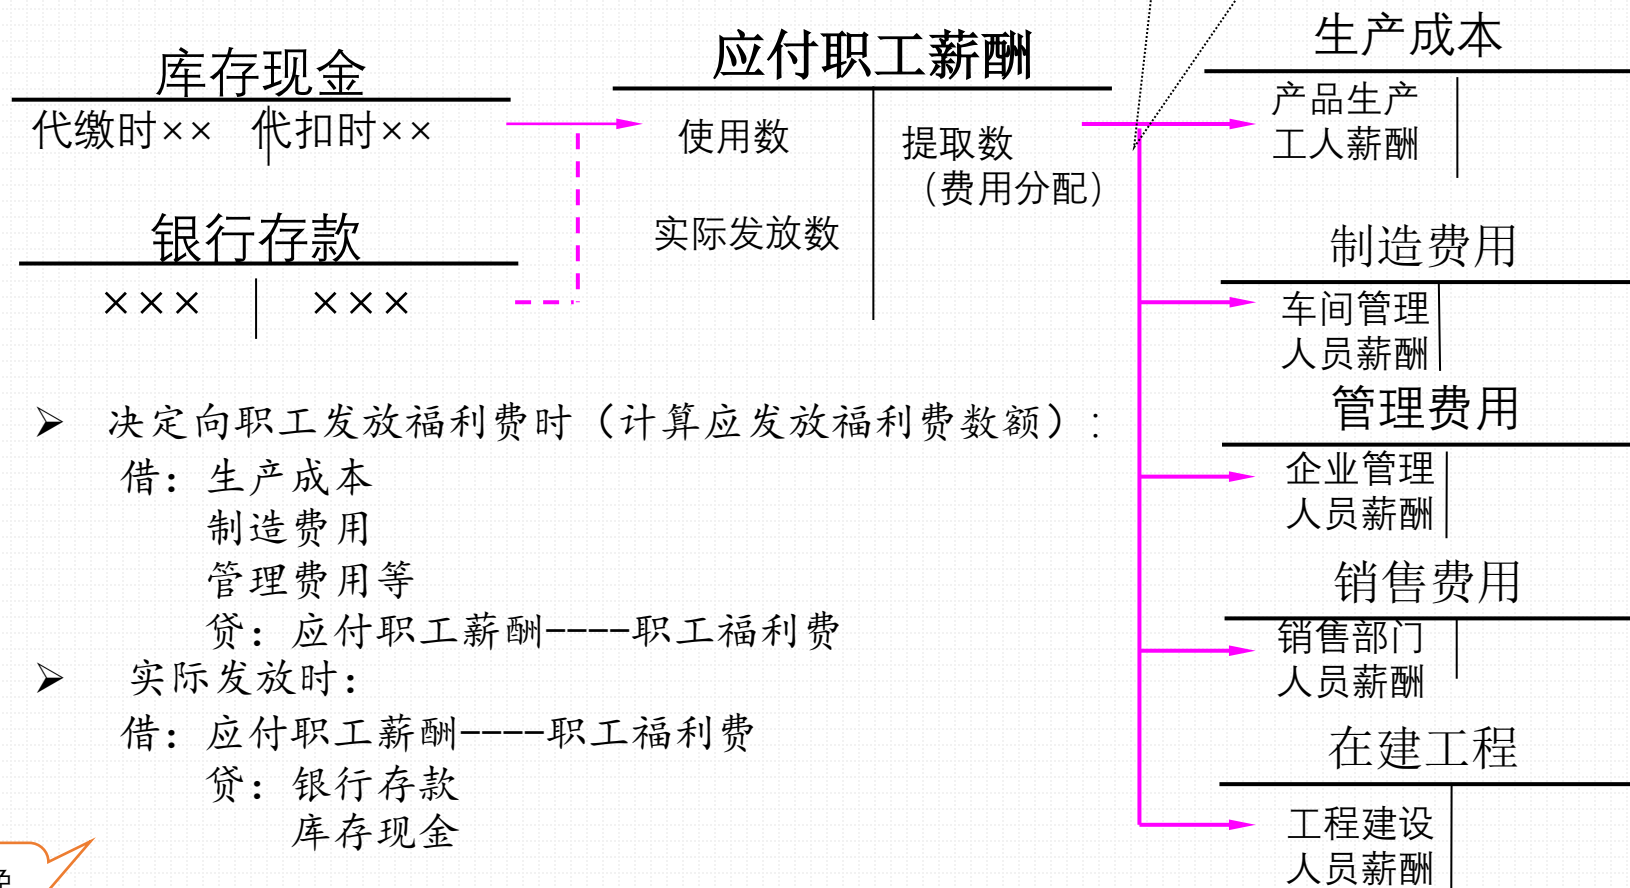 库存现金
代缴时×× 代扣时××
银行存款
××× ×××
应付职工薪酬
使用数
实际发放数
提取数
（费用分配）
生产成本
产品生产
工人薪酬
制造费用
车间管理
人员薪酬
管理费用
企业管理
人员薪酬
销售费用
销售部门
人员薪酬
在建工程
工程建设
人员薪酬
➢ 决定向职工发放福利费时（计算应发放福利费数额）:
借：生产成本
制造费用
管理费用等
贷：应付职工薪酬----职工福利费
➢ 实际发放时：
借：应付职工薪酬----职工福利费
贷：银行存款
库存现金